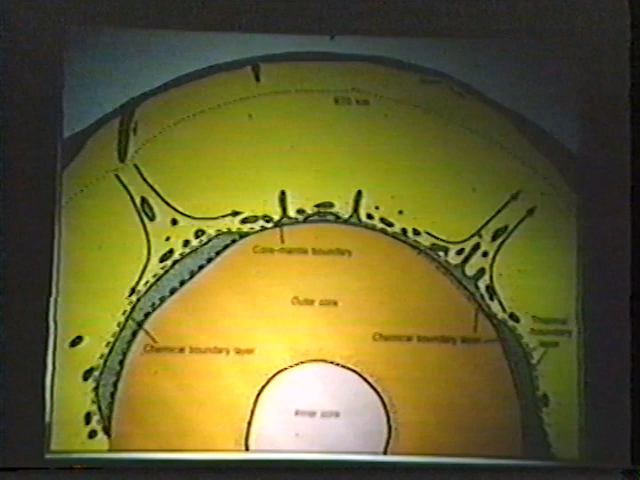 670 km
Core-mantle boundary
Outer core
Chemical boundary layer
Chemical boundary layer
Thermal
boundary
layer
Inner core